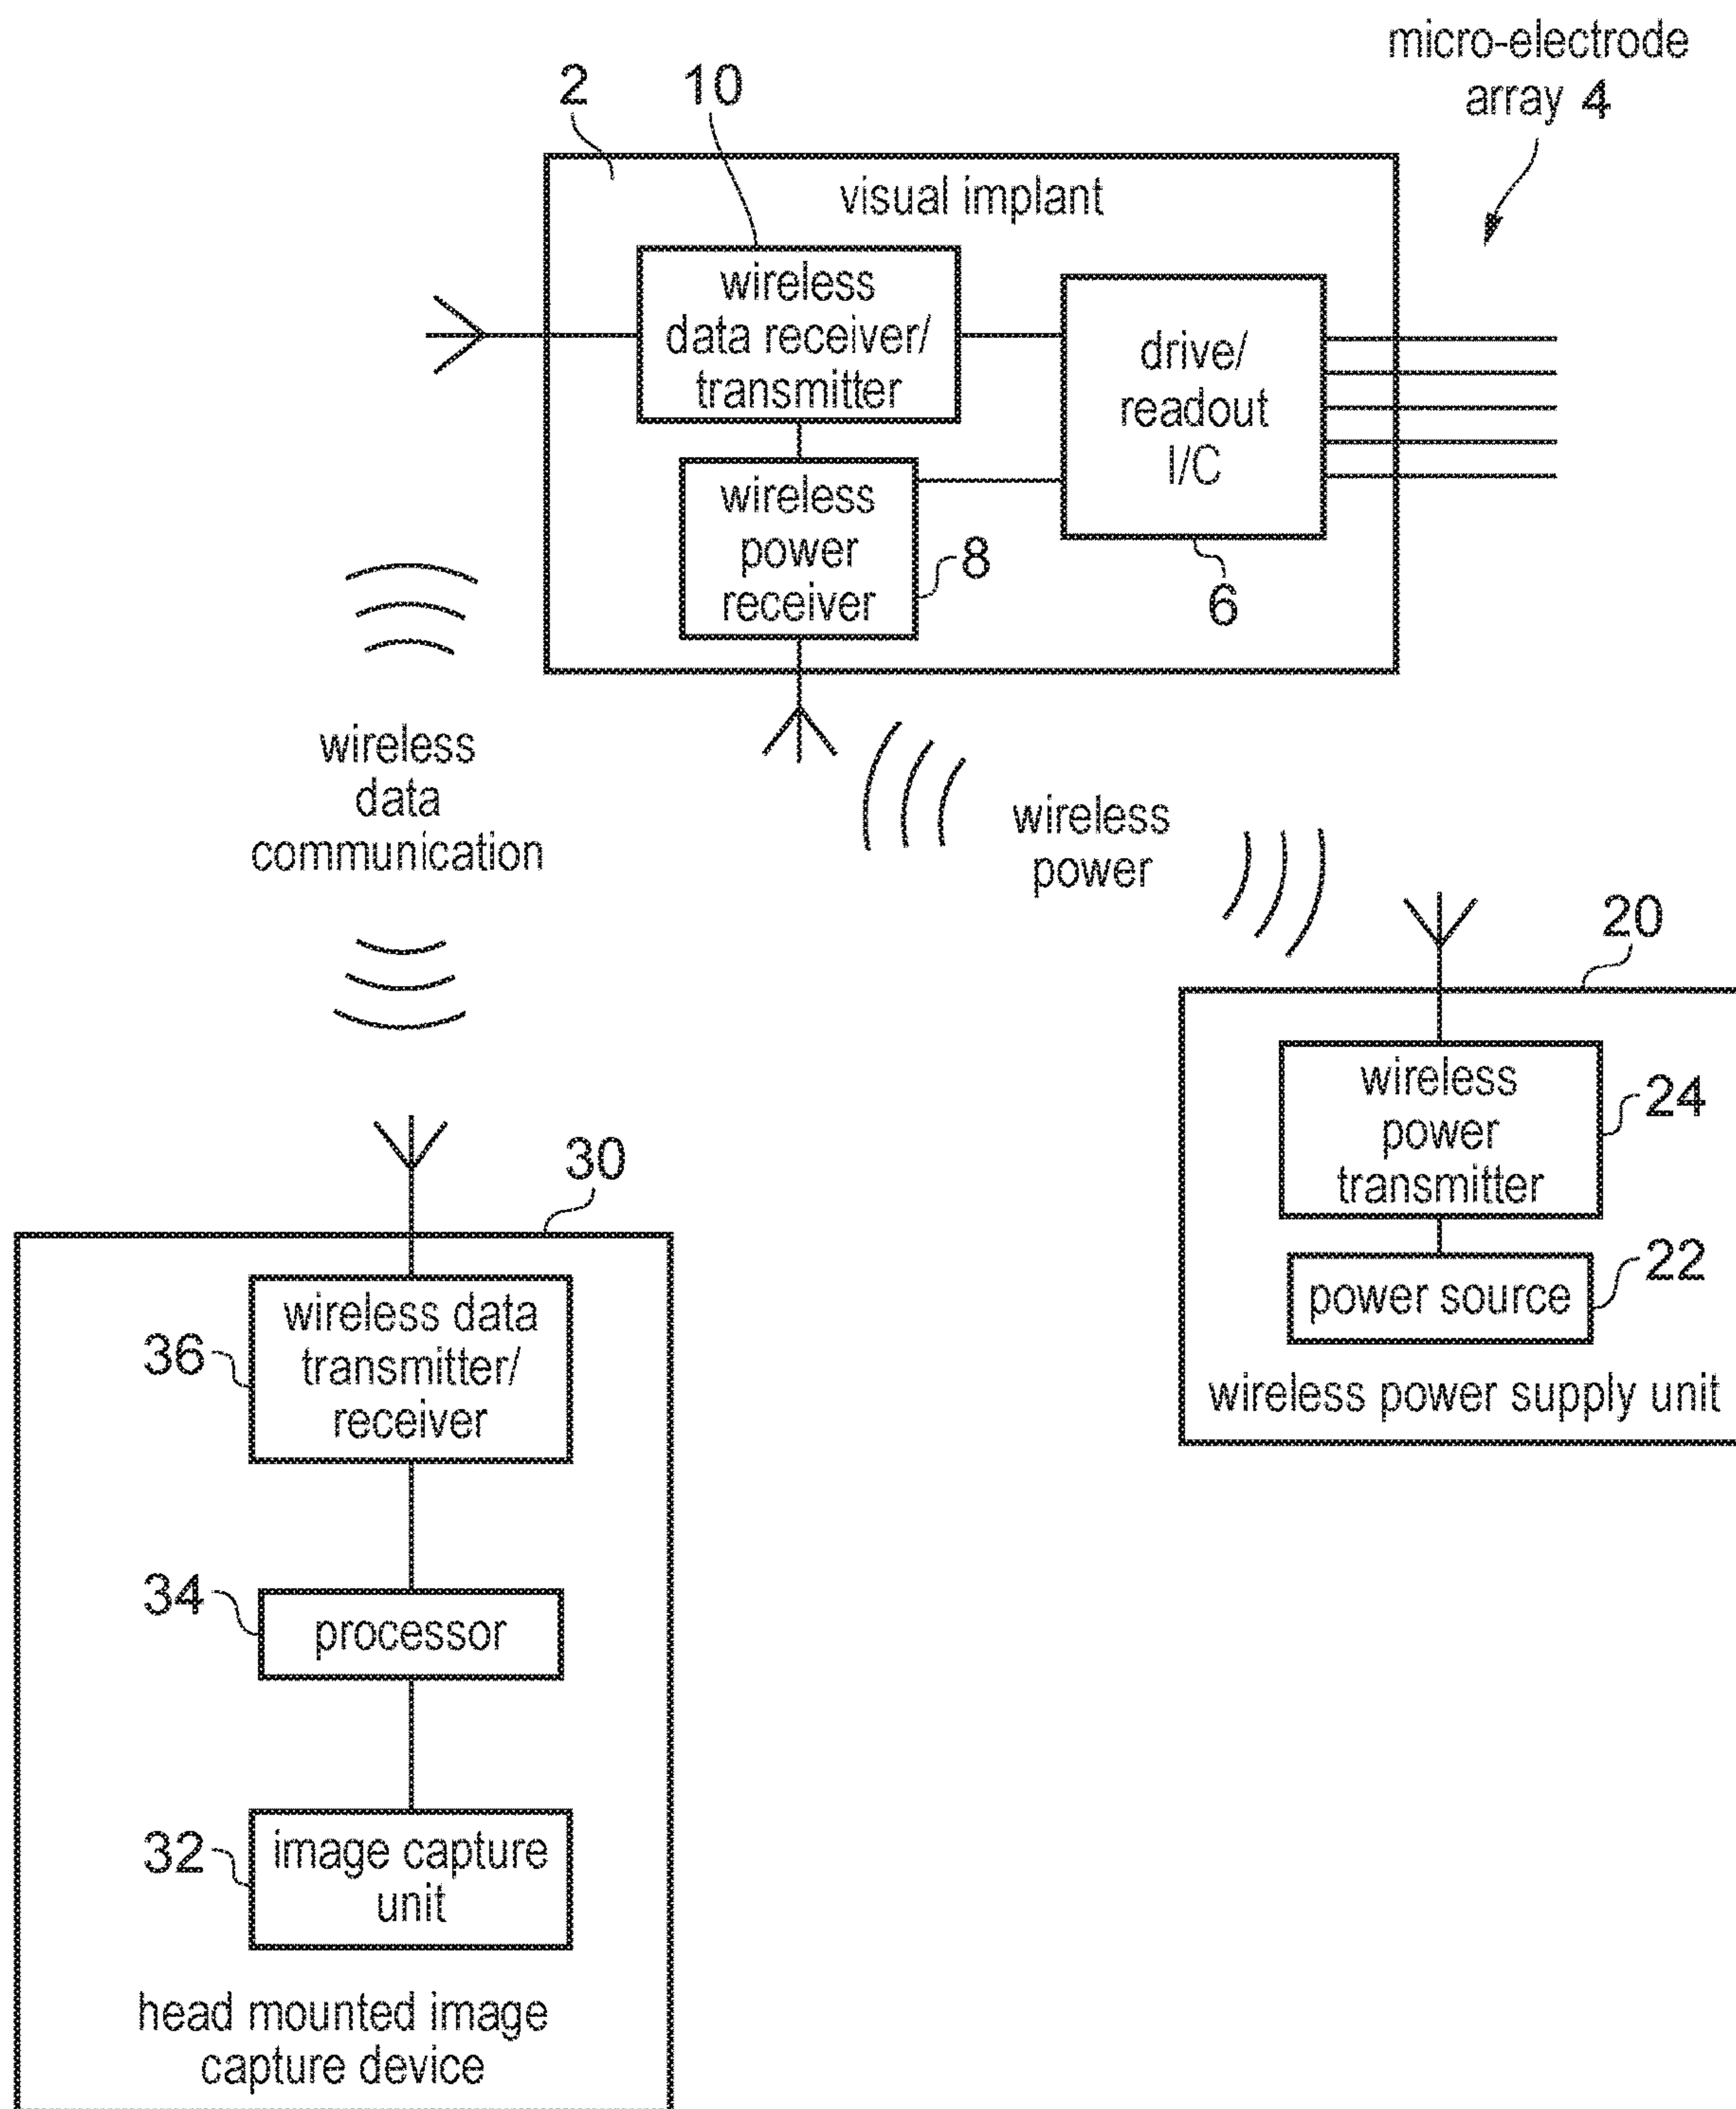 micro-electrode
array 4
2
10
visual implant
wireless
data receiver/
transmitter
drive/
readout
I/C
wireless
power
receiver
8
6
wireless
data
communication
wireless
power
20
wireless
power
transmitter
24
power source
22
wireless power supply unit
30
wireless data
transmitter/
receiver
36
34
processor
32
image capture
unit
head mounted image
capture device